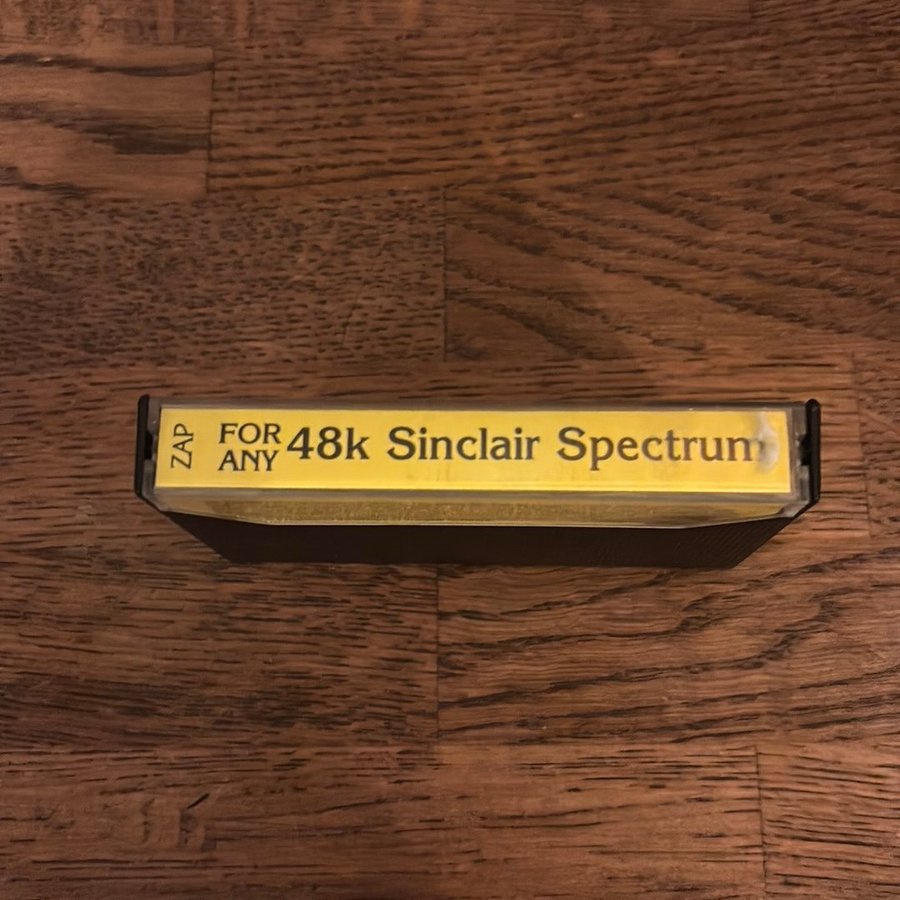 ZAP
FOR
ANY
48k Sinclair Spectrum